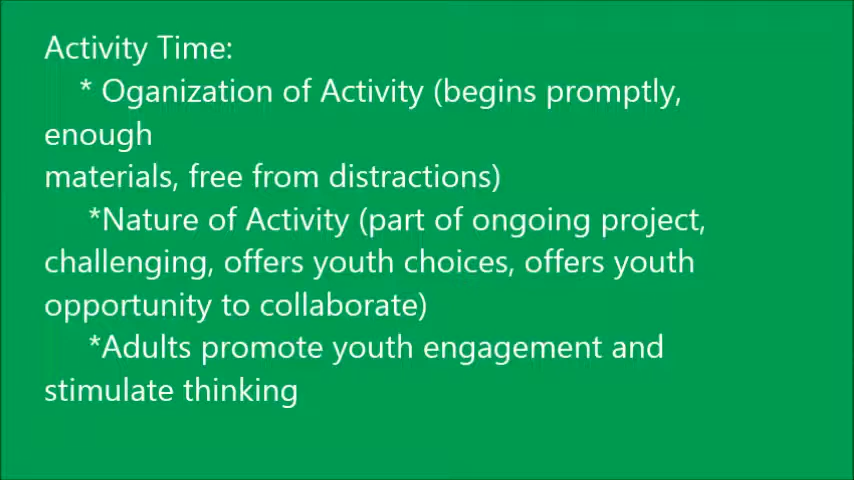 Activity Time:
* Oganization of Activity (begins promptly,
enough
materials, free from distractions)
*Nature of Activity (part of ongoing project,
challenging, offers youth choices, offers youth
opportunity to collaborate)
*Adults promote youth engagement and
stimulate thinking